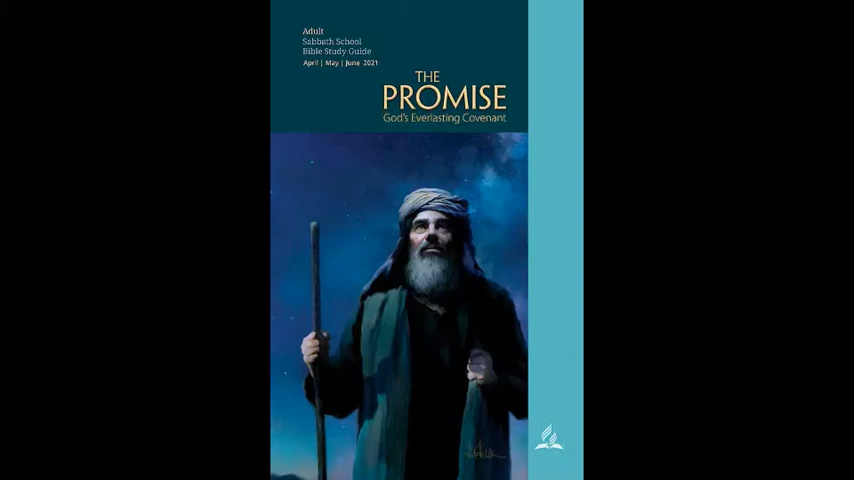 Adult
Sabbath School
Bible Study Guide
April | May | June 2021
THE
PROMISE
God's Everlasting Covenant